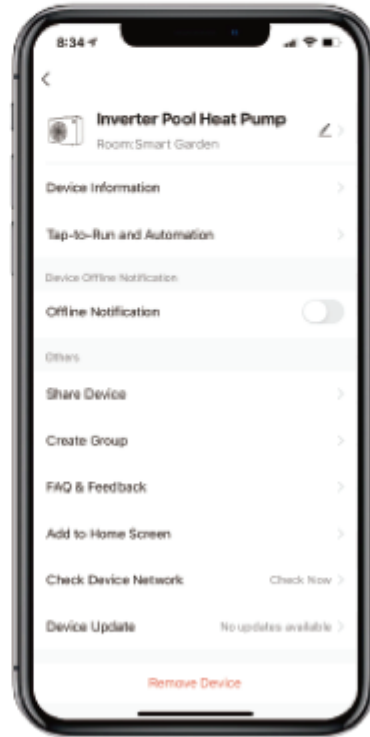 8:34
Inverter Pool Heat Pump
Room:Smart Garden
Device Information
Tap-to-Run and Automation
Device Offline Notification
Offline Notification
Others
Share Device
Create Group
FAQ & Feedback
Add to Home Screen
Check Device Network Check Now
Device Update No updates available
Remove Device